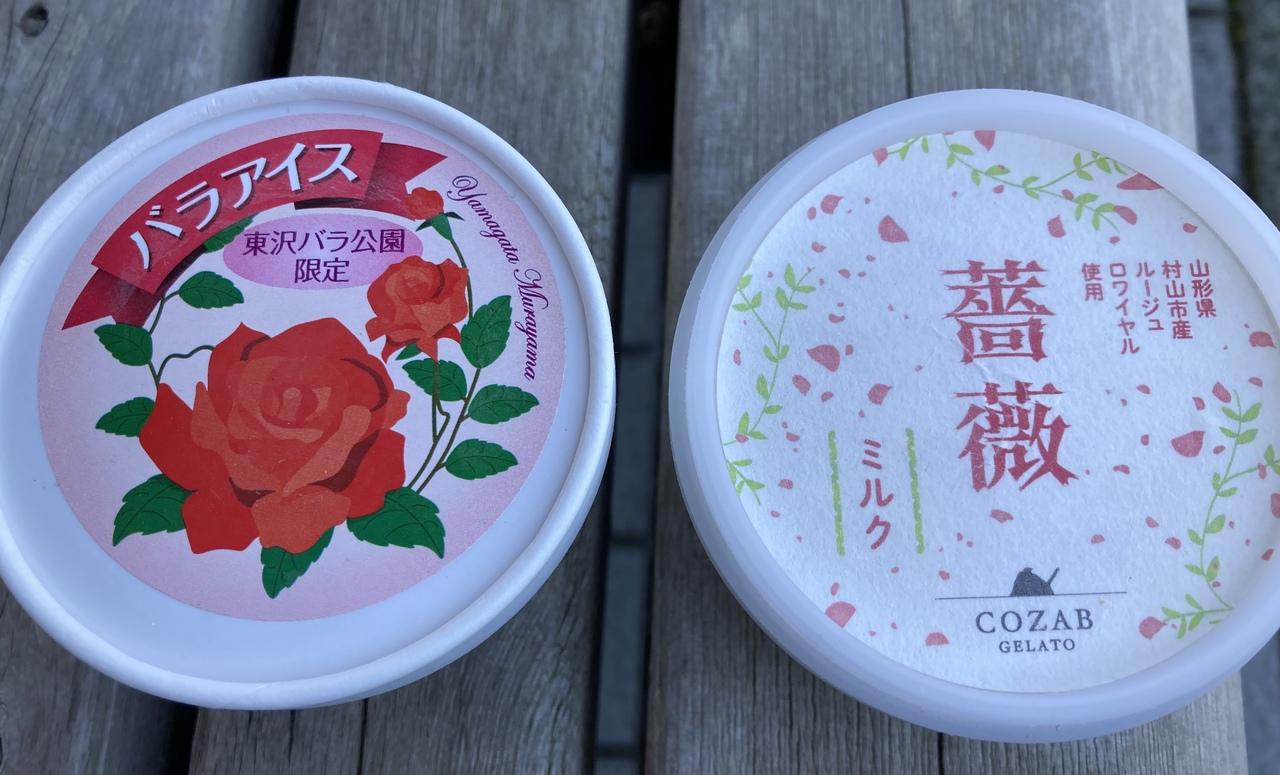 バラアイス
東沢バラ公園
限定
Yamagata Murayama
山形県
村山市産
ルージュ
ロワイヤル
使用
薔薇
ミルク
COZAB
GELATO